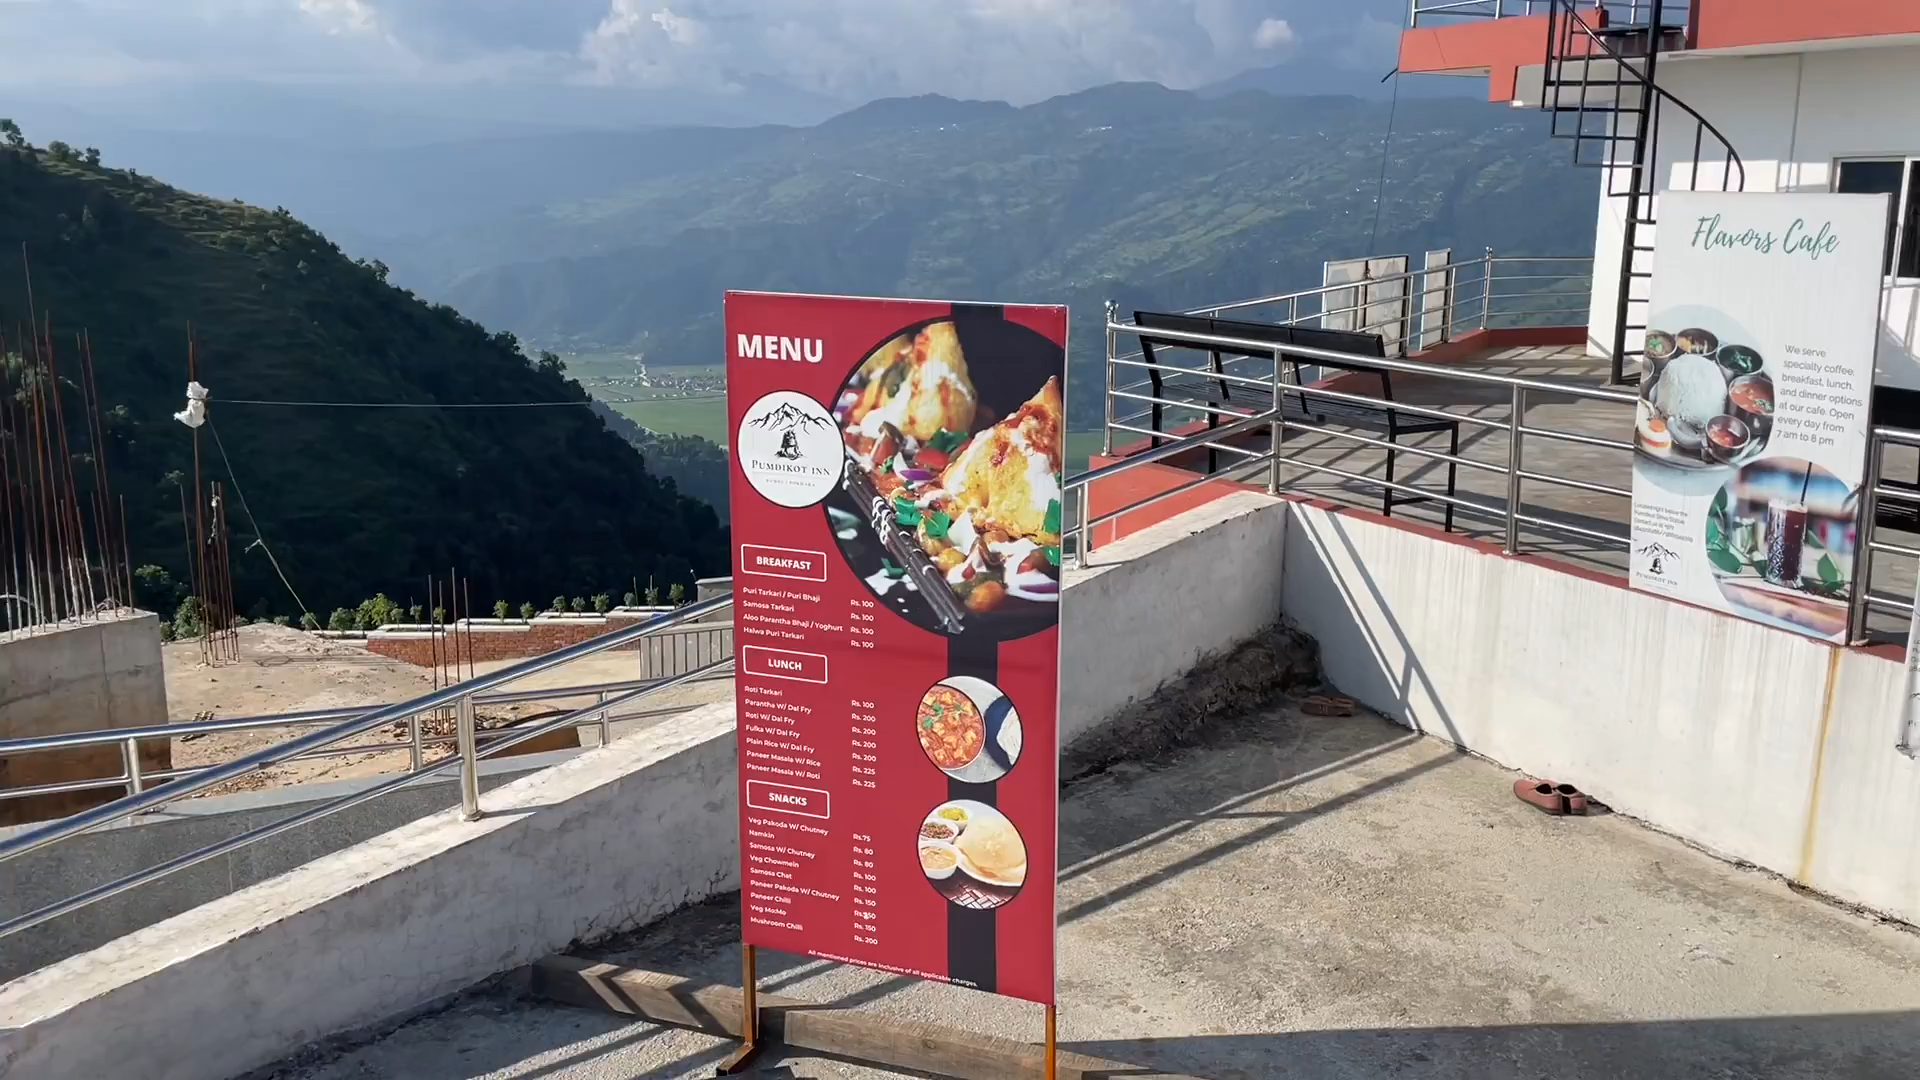 MENU
PUMDIKOT INN
BREAKFAST
Puri Tarkari / Puri Bhaji Rs. 100
Samosa Tarkari Rs. 100
Aloo Parantha Bhaji / Yoghurt Rs. 100
Halwa Puri Tarkari Rs. 100
LUNCH
Roti Tarkari Rs. 100
Parantha W/ Dal Fry Rs. 200
Roti W/ Dal Fry Rs. 200
Fulka W/ Dal Fry Rs. 200
Plain Rice W/ Dal Fry Rs. 200
Paneer Masala W/ Rice Rs. 225
Paneer Masala W/ Roti Rs. 225
SNACKS
Veg Pakoda W/ Chutney Rs.75
Namkin Rs. 80
Samosa W/ Chutney Rs. 80
Veg Chowmein Rs. 100
Samosa Chat Rs. 100
Paneer Pakoda W/ Chutney Rs. 150
Paneer Chilli
Veg Mo:Mo Rs. 150
Mushroom Chilli Rs. 200
All mentioned prices are inclusive of all applicable charges.
Flavors Cafe
We serve
specialty coffee,
breakfast, lunch,
and dinner options
at our cafe. Open
every day from
7 am to 8 pm
PUMDIKOT INN